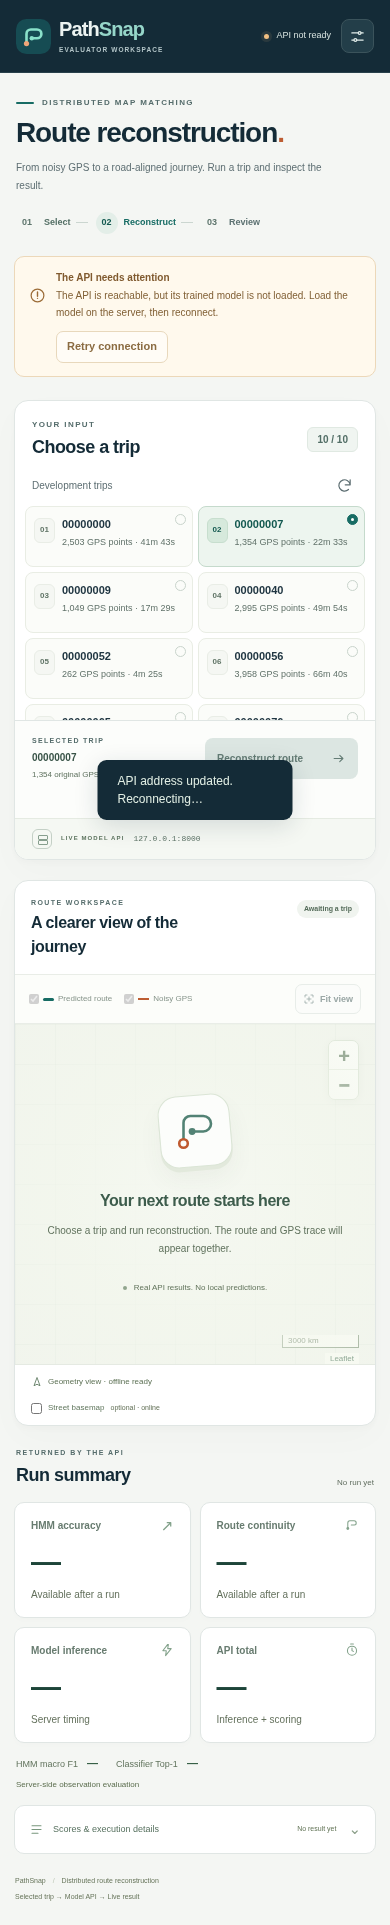 PathSnap
EVALUATOR WORKSPACE
API not ready
DISTRIBUTED MAP MATCHING
Route reconstruction.
From noisy GPS to a road-aligned journey. Run a trip and inspect the
result.
01 Select 02 Reconstruct 03 Review
The API needs attention
The API is reachable, but its trained model is not loaded. Load the
model on the server, then reconnect.
Retry connection
YOUR INPUT
Choose a trip
10 / 10
Development trips
01 00000000
2,503 GPS points · 41m 43s
02 00000007
1,354 GPS points · 22m 33s
03 00000009
1,049 GPS points · 17m 29s
04 00000040
2,995 GPS points · 49m 54s
05 00000052
262 GPS points · 4m 25s
06 00000056
3,958 GPS points · 66m 40s
SELECTED TRIP
00000007
1,354 original GPS
Reconstruct route
API address updated.
Reconnecting…
LIVE MODEL API 127.0.0.1:8000
ROUTE WORKSPACE
A clearer view of the
journey
Awaiting a trip
Predicted route
Noisy GPS
Fit view
+
−
Your next route starts here
Choose a trip and run reconstruction. The route and GPS trace will
appear together.
Real API results. No local predictions.
3000 km
Leaflet
Geometry view · offline ready
Street basemap optional · online
RETURNED BY THE API
Run summary
No run yet
HMM accuracy
—
Available after a run
Route continuity
—
Available after a run
Model inference
—
Server timing
API total
—
Inference + scoring
HMM macro F1 — Classifier Top-1 —
Server-side observation evaluation
Scores & execution details
No result yet
PathSnap / Distributed route reconstruction
Selected trip → Model API → Live result